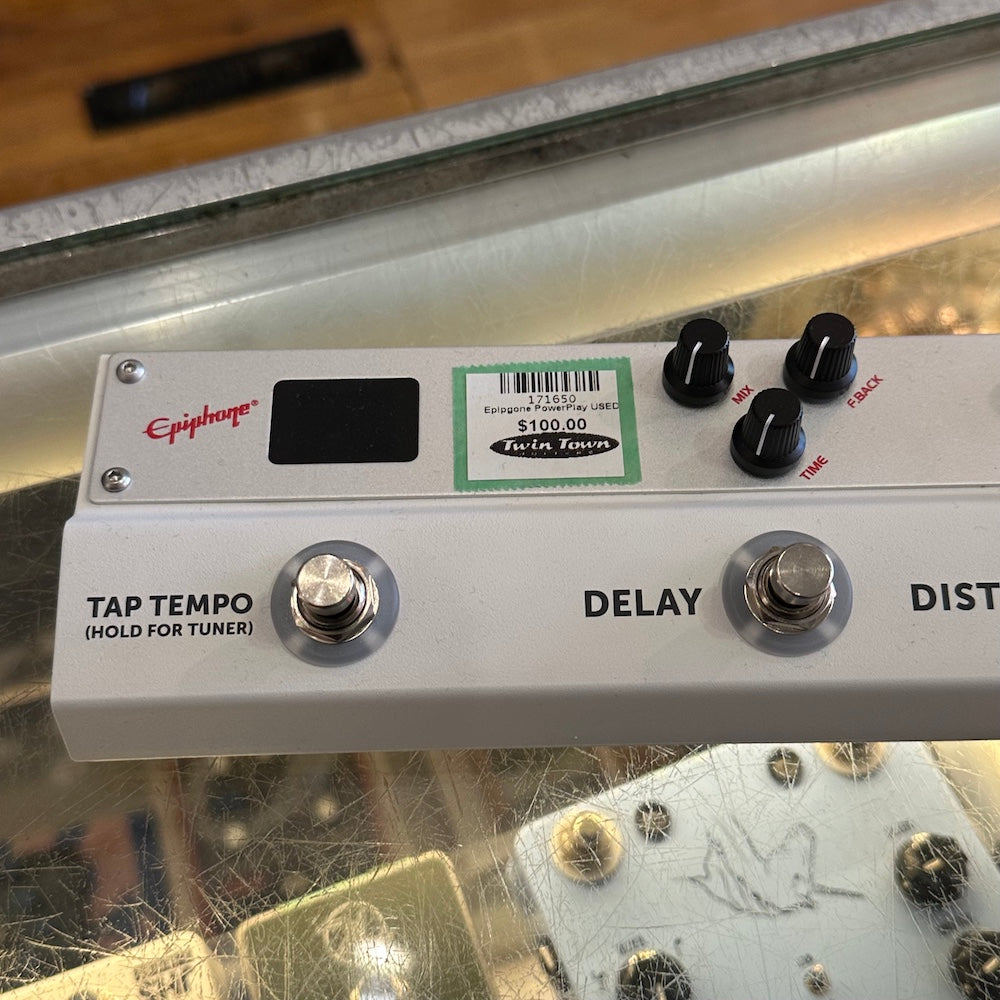 Epiphone®
171650
Epipgone PowerPlay USED
$100.00
Twin Town
GUITARS
MIX
F.BACK
TIME
TAP TEMPO
(HOLD FOR TUNER)
DELAY
DIST